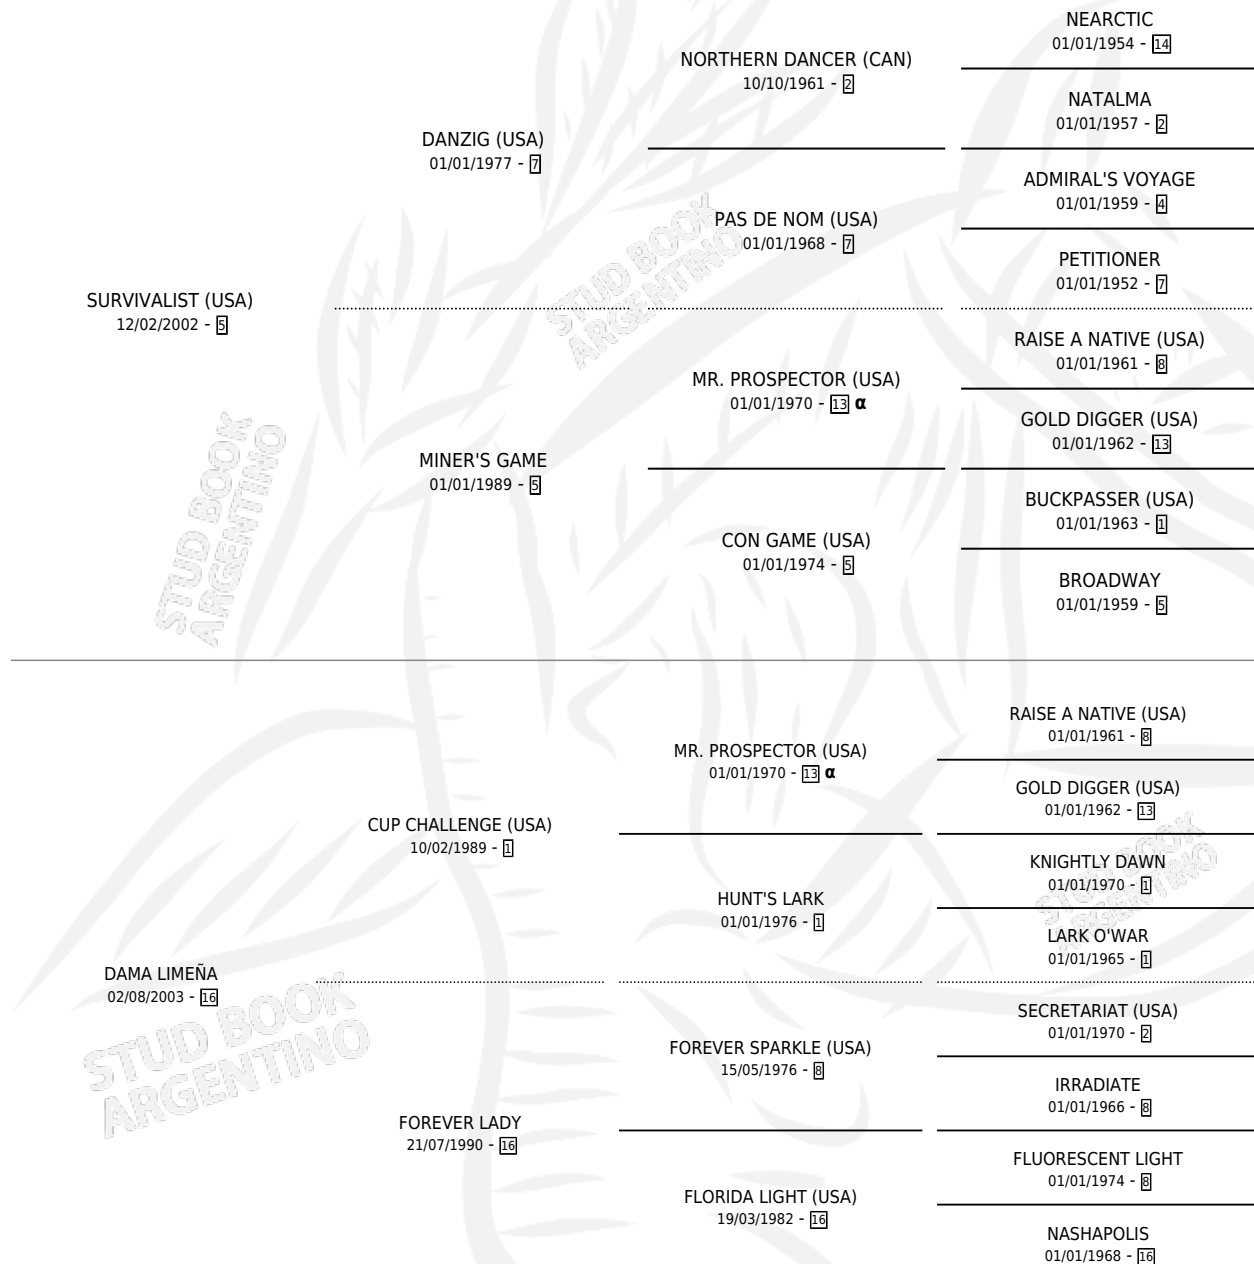 NEARCTIC
01/01/1954 - 14
NORTHERN DANCER (CAN)
10/10/1961 - 2
NATALMA
01/01/1957 - 2
DANZIG (USA)
01/01/1977 - 7
ADMIRAL'S VOYAGE
01/01/1959 - 4
PAS DE NOM (USA)
01/01/1968 - 7
PETITIONER
01/01/1952 - 7
STUD BOOK
ARGENTINO
SURVIVALIST (USA)
12/02/2002 - 5
RAISE A NATIVE (USA)
01/01/1961 - 8
MR. PROSPECTOR (USA)
01/01/1970 - 13 α
GOLD DIGGER (USA)
01/01/1962 - 13
MINER'S GAME
01/01/1989 - 5
STUD BOOK
ARGENTINO
BUCKPASSER (USA)
01/01/1963 - 1
CON GAME (USA)
01/01/1974 - 5
BROADWAY
01/01/1959 - 5
RAISE A NATIVE (USA)
01/01/1961 - 8
MR. PROSPECTOR (USA)
01/01/1970 - 13 α
GOLD DIGGER (USA)
01/01/1962 - 13
CUP CHALLENGE (USA)
10/02/1989 - 1
STUD BOOK
ARGENTINO
KNIGHTLY DAWN
01/01/1970 - 1
HUNT'S LARK
01/01/1976 - 1
LARK O'WAR
01/01/1965 - 1
DAMA LIMEÑA
02/08/2003 - 16
STUD BOOK
ARGENTINO
SECRETARIAT (USA)
01/01/1970 - 2
FOREVER SPARKLE (USA)
15/05/1976 - 8
IRRADIATE
01/01/1966 - 8
FOREVER LADY
21/07/1990 - 16
FLUORESCENT LIGHT
01/01/1974 - 8
FLORIDA LIGHT (USA)
19/03/1982 - 16
NASHAPOLIS
01/01/1968 - 16